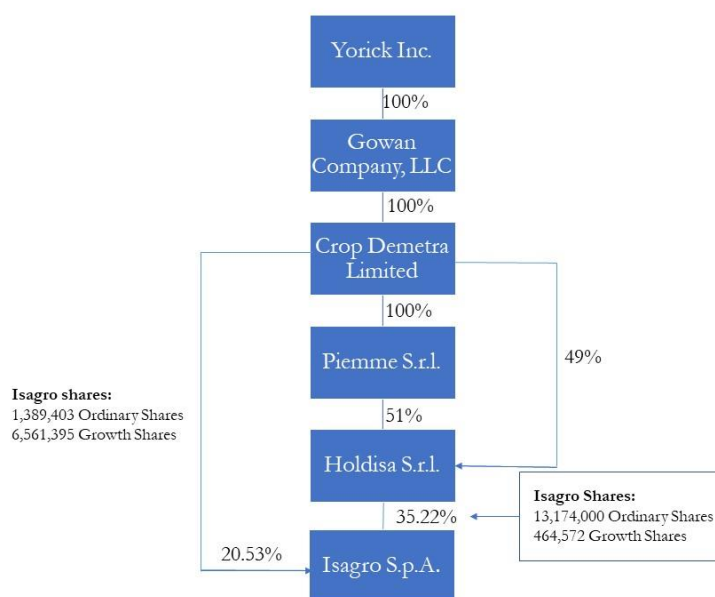 Yorick Inc.
100%
Gowan
Company, LLC
100%
Crop Demetra
Limited
100%
Piemme S.r.l.
49%
Isagro shares:
1,389,403 Ordinary Shares
6,561,395 Growth Shares
51%
Holdisa S.r.l.
35.22%
Isagro Shares:
13,174,000 Ordinary Shares
464,572 Growth Shares
20.53%
Isagro S.p.A.